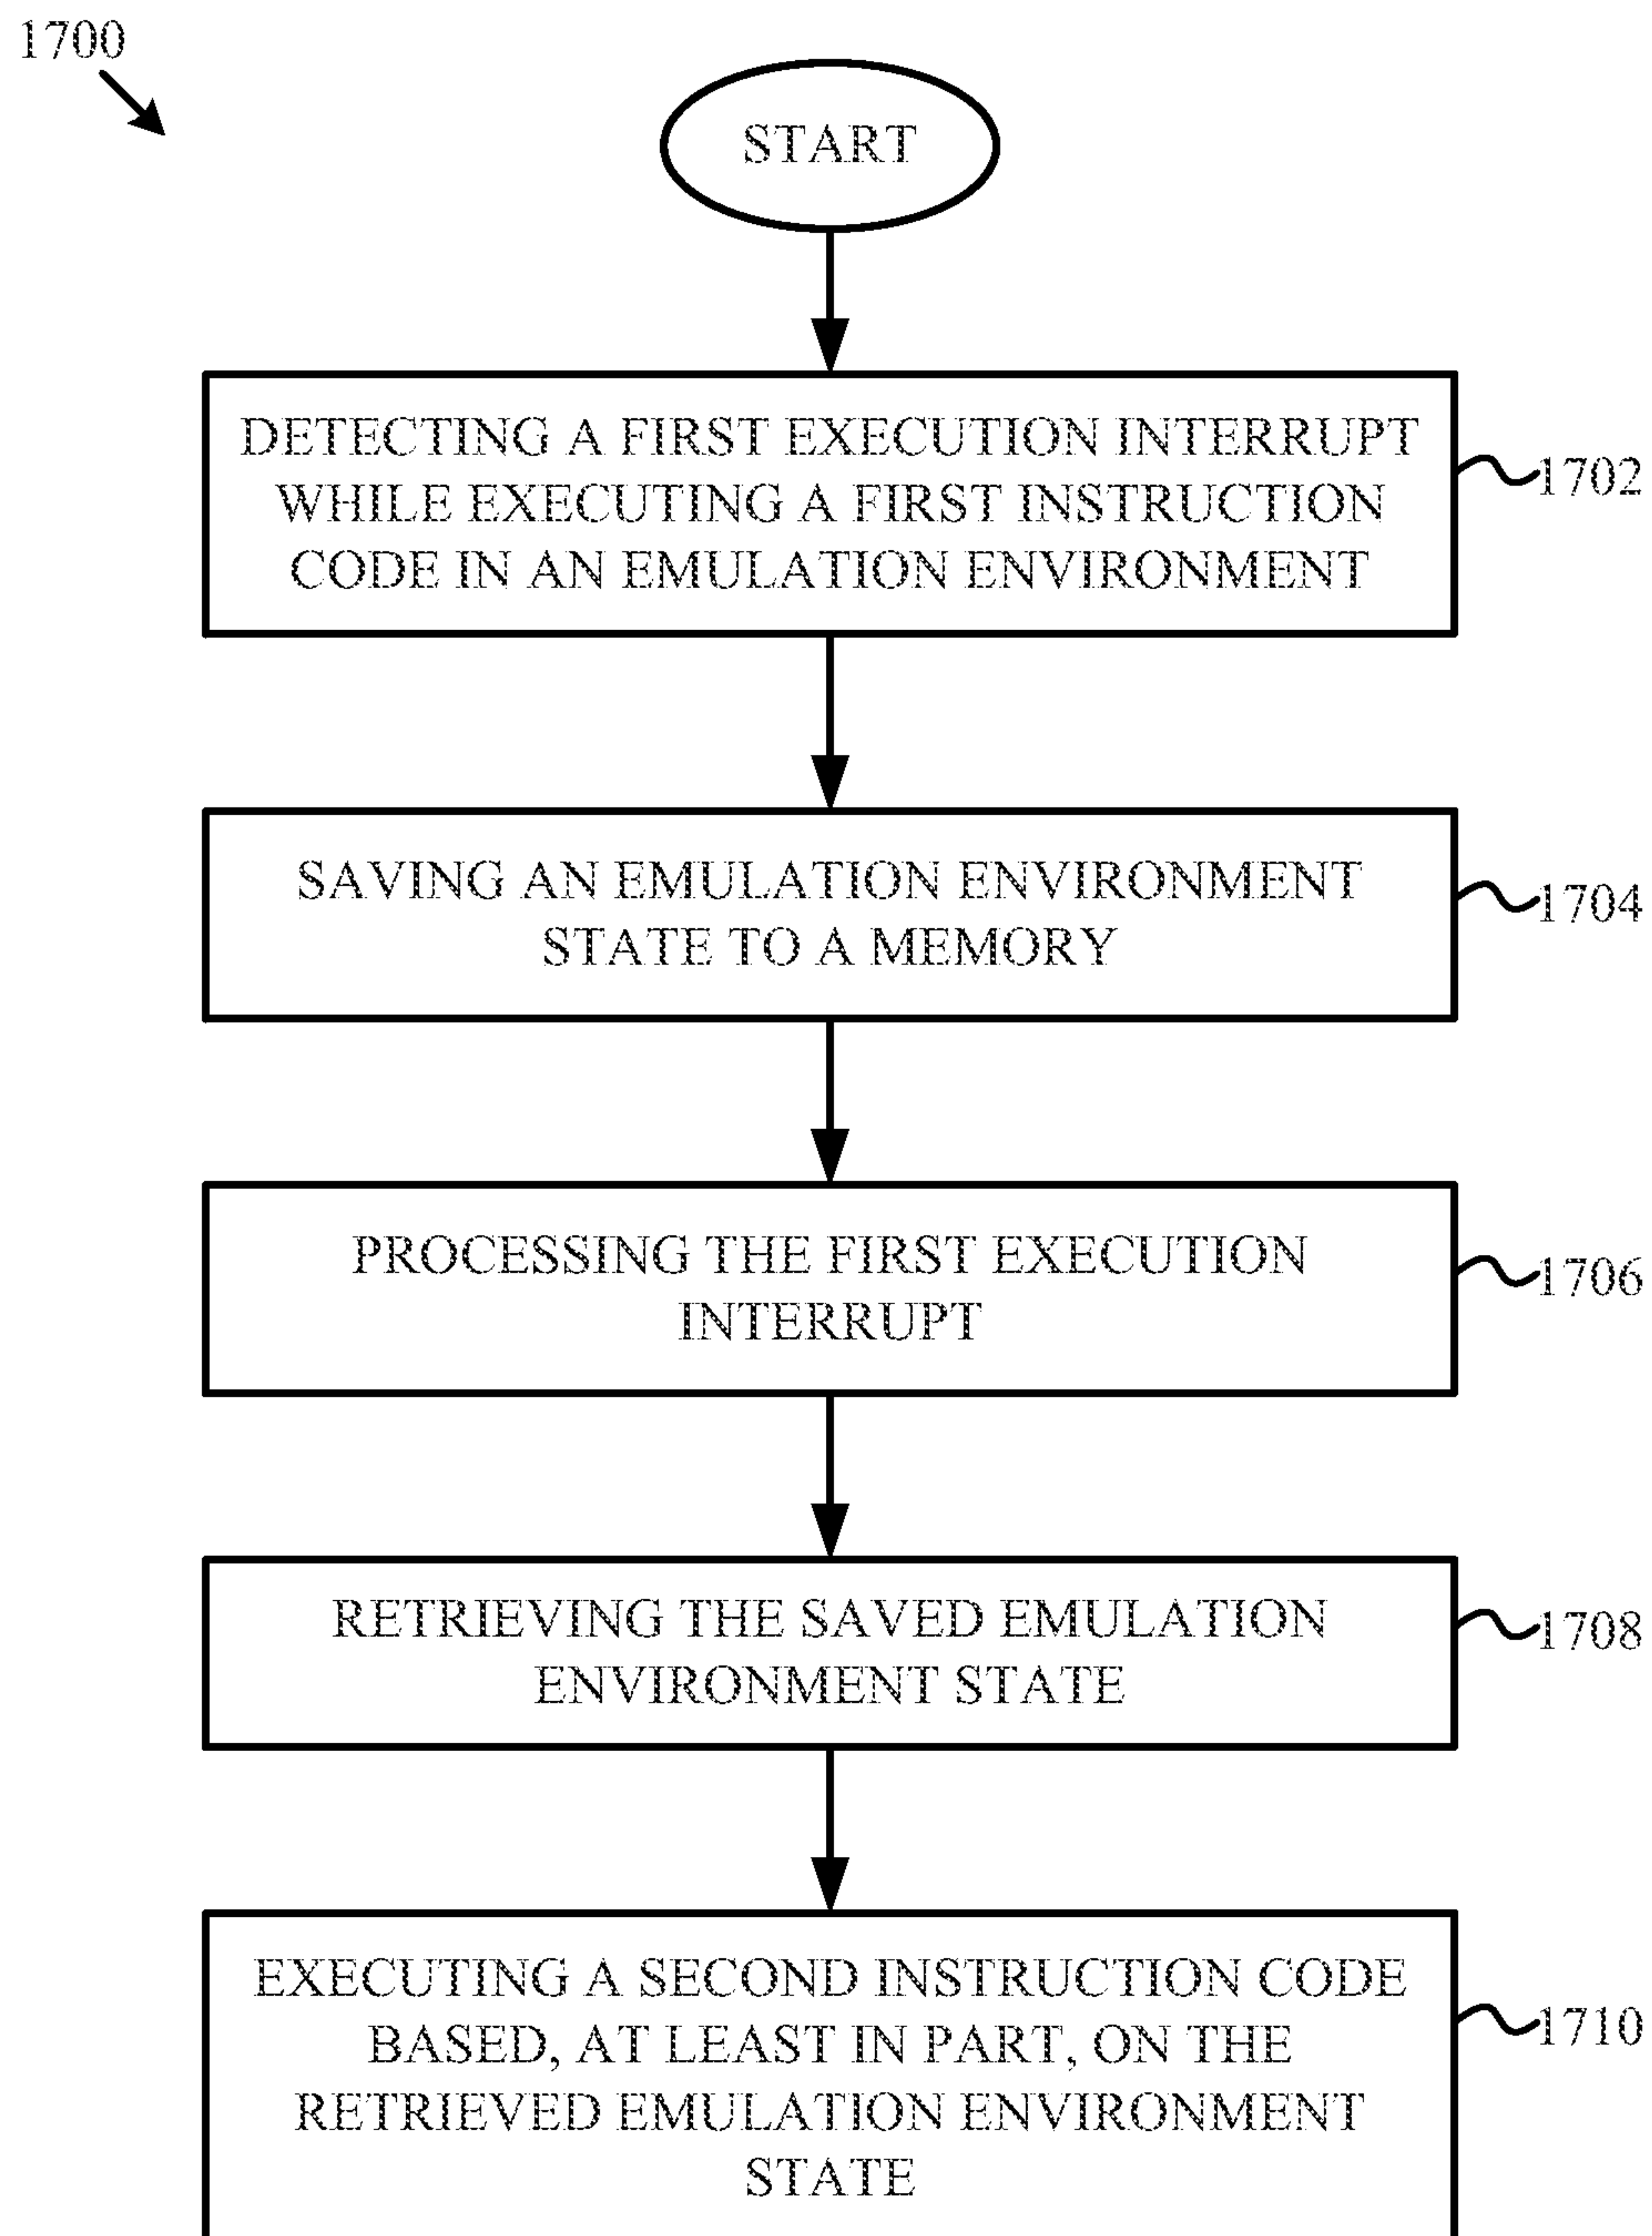 1700
START
DETECTING A FIRST EXECUTION INTERRUPT
WHILE EXECUTING A FIRST INSTRUCTION
CODE IN AN EMULATION ENVIRONMENT
1702
SAVING AN EMULATION ENVIRONMENT
STATE TO A MEMORY
1704
PROCESSING THE FIRST EXECUTION
INTERRUPT
1706
RETRIEVING THE SAVED EMULATION
ENVIRONMENT STATE
1708
EXECUTING A SECOND INSTRUCTION CODE
BASED, AT LEAST IN PART, ON THE
RETRIEVED EMULATION ENVIRONMENT
STATE
1710